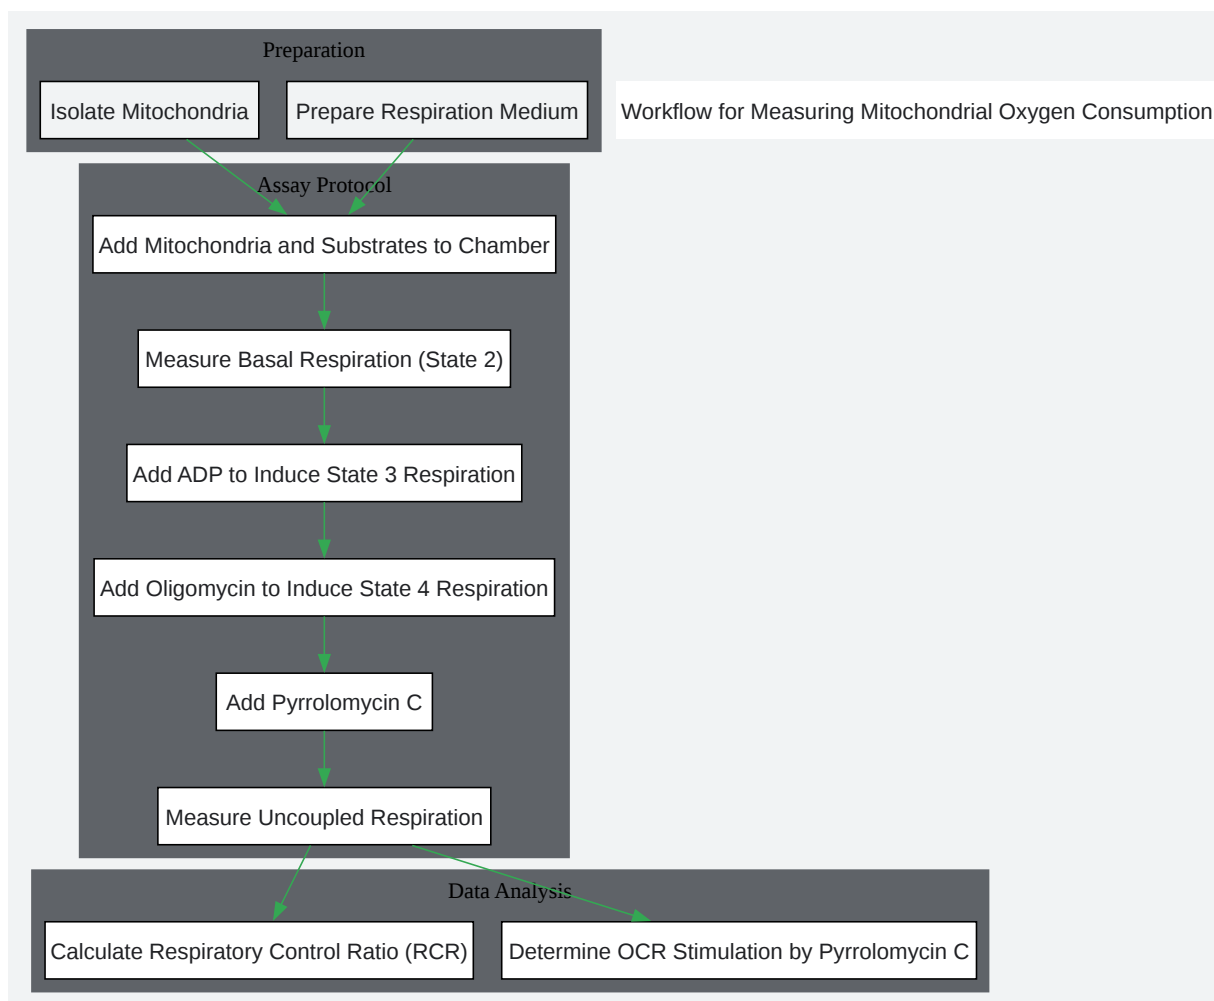 Preparation
Isolate Mitochondria
Prepare Respiration Medium
Workflow for Measuring Mitochondrial Oxygen Consumption
Assay Protocol
Add Mitochondria and Substrates to Chamber
Measure Basal Respiration (State 2)
Add ADP to Induce State 3 Respiration
Add Oligomycin to Induce State 4 Respiration
Add Pyrrolomycin C
Measure Uncoupled Respiration
Data Analysis
Calculate Respiratory Control Ratio (RCR)
Determine OCR Stimulation by Pyrrolomycin C